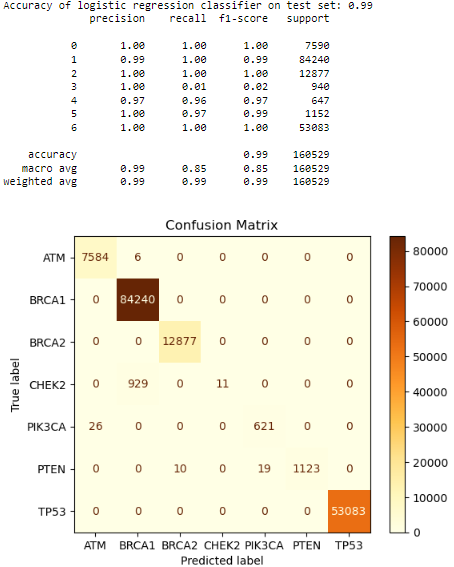 Accuracy of logistic regression classifier on test set: 0.99
precision recall f1-score support
0 1.00 1.00 1.00 7590
1 0.99 1.00 0.99 84240
2 1.00 1.00 1.00 12877
3 1.00 0.01 0.02 940
4 0.97 0.96 0.97 647
5 1.00 0.97 0.99 1152
6 1.00 1.00 1.00 53083
accuracy 0.99 160529
macro avg 0.99 0.85 0.85 160529
weighted avg 0.99 0.99 0.99 160529
Confusion Matrix
ATM 7584 6 0 0 0 0 0
BRCA1 0 84240 0 0 0 0 0
BRCA2 0 0 12877 0 0 0 0
CHEK2 0 929 0 11 0 0 0
PIK3CA 26 0 0 0 621 0 0
PTEN 0 0 10 0 19 1123 0
TP53 0 0 0 0 0 0 53083
ATM BRCA1 BRCA2 CHEK2 PIK3CA PTEN TP53
Predicted label
True label
80000
70000
60000
50000
40000
30000
20000
10000
0